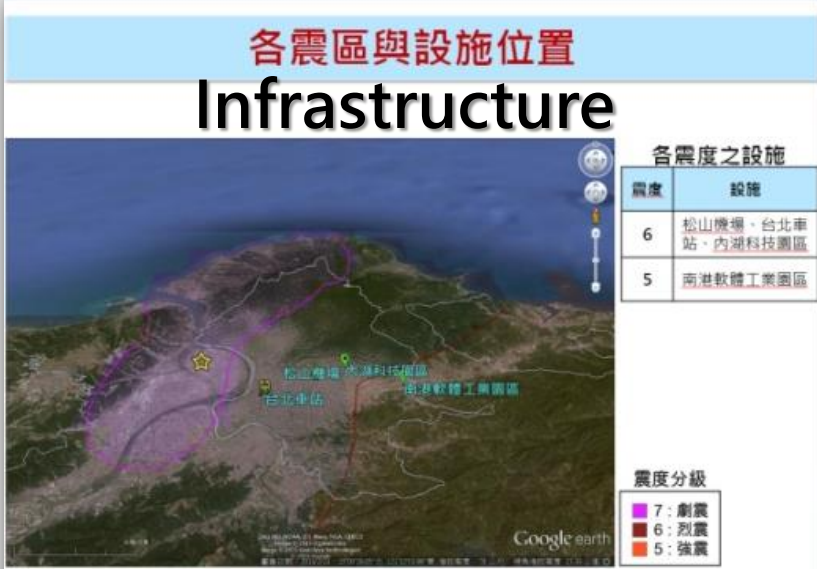 各震區與設施位置
Infrastructure
各震度之設施
震度 設施
6 松山機場、台北車
站、內湖科技園區
5 南港軟體工業園區
松山機場 內湖科技園區
南港軟體工業園區
台北車站
震度分級
7：劇震
6：烈震
5：強震
Google earth